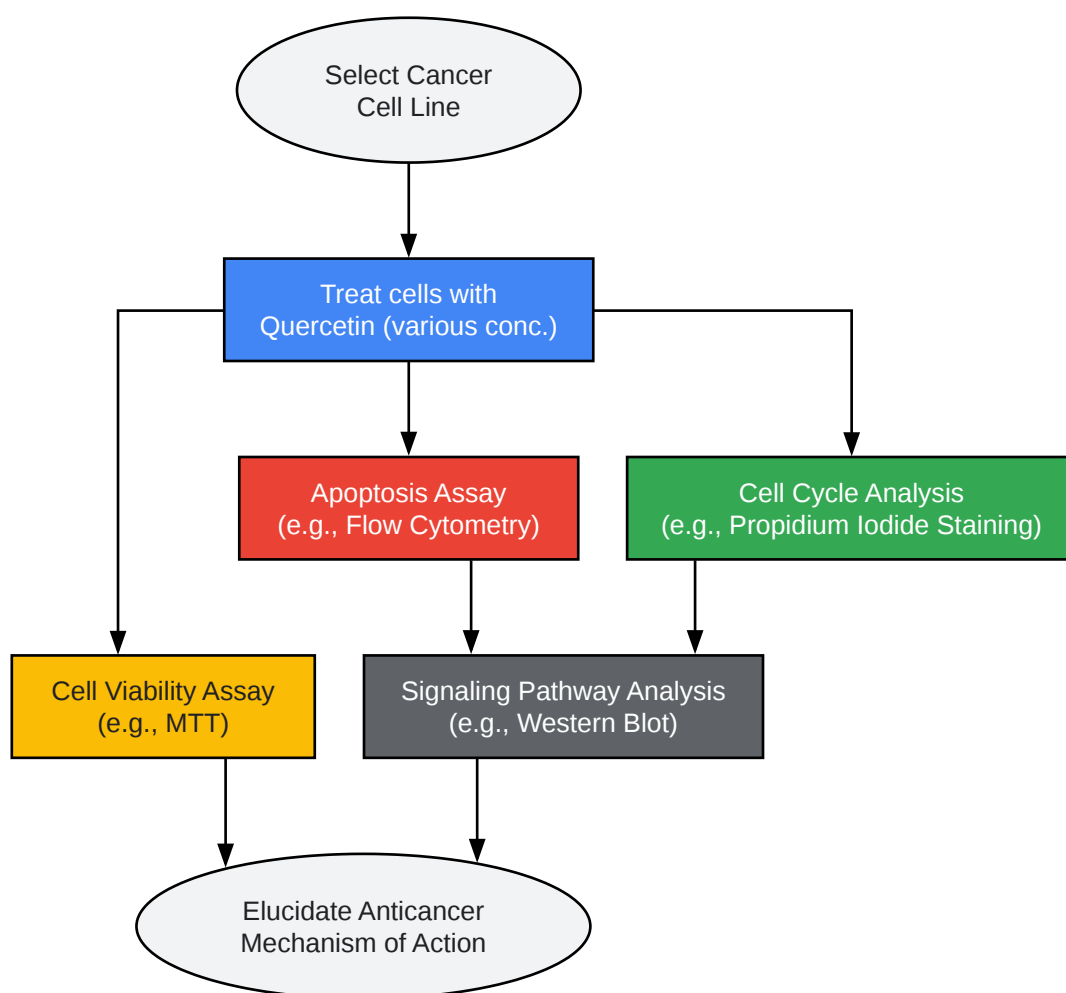 Select Cancer
Cell Line
Treat cells with
Quercetin (various conc.)
Apoptosis Assay
(e.g., Flow Cytometry)
Cell Cycle Analysis
(e.g., Propidium Iodide Staining)
Cell Viability Assay
(e.g., MTT)
Signaling Pathway Analysis
(e.g., Western Blot)
Elucidate Anticancer
Mechanism of Action